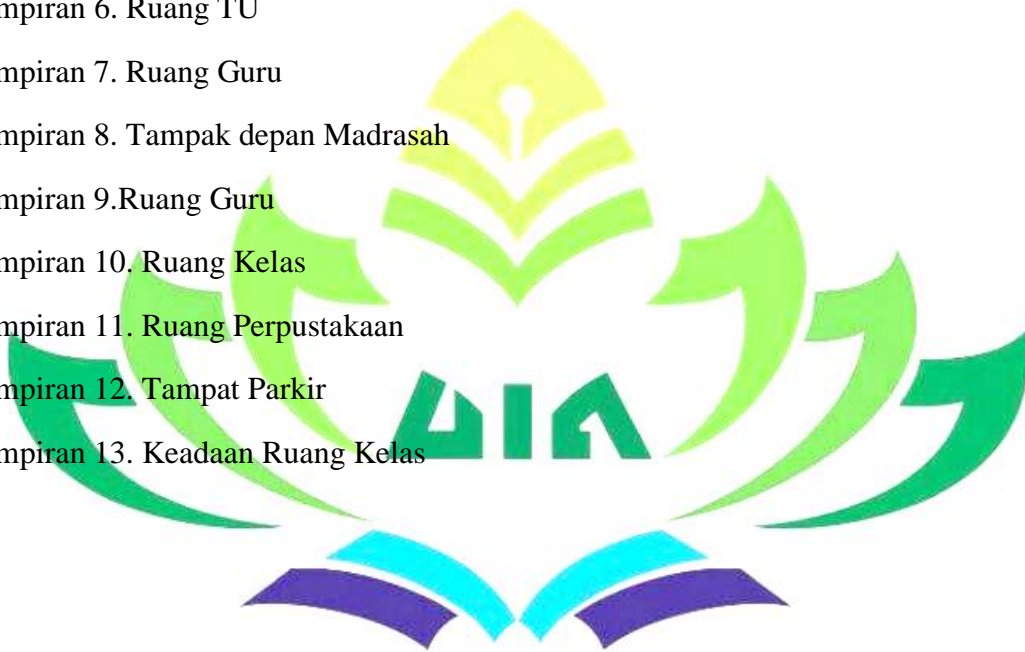 mpiran 6. Ruang TU
mpiran 7. Ruang Guru
mpiran 8. Tampak depan Madrasah
mpiran 9.Ruang Guru
mpiran 10. Ruang Kelas
mpiran 11. Ruang Perpustakaan
mpiran 12. Tampat Parkir
mpiran 13. Keadaan Ruang Kelas